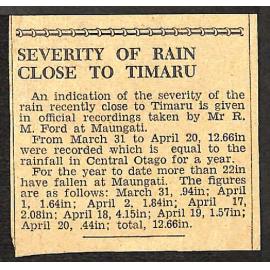 SEVERITY OF RAIN
CLOSE TO TIMARU
An indication of the severity of the
rain recently close to Timaru is given
in official recordings taken by Mr R.
M. Ford at Maungati.
From March 31 to April 20, 12.66in
were recorded which is equal to the
rainfall in Central Otago for a year.
For the year to date more than 22in
have fallen at Maungati. The figures
are as follows: March 31, .94in; April
1, 1.64in; April 2, 1.84in; April 17,
2.08in; April 18, 4.15in; April 19, 1.57in;
April 20, .44in; total, 12.66in.